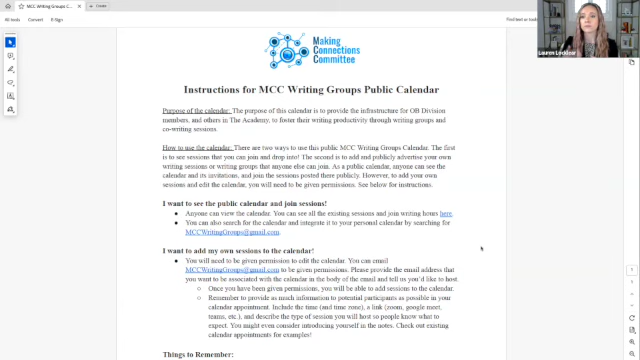 MCC Writing Groups Calendar
Create
All tools
Convert
E-Sign
Find text or tools
Lauren Locklear
Making
Connections
Committee
Instructions for MCC Writing Groups Public Calendar
Purpose of the calendar: The purpose of this calendar is to provide the infrastructure for OB Division
members, and others in The Academy, to foster their writing productivity through writing groups and
co-writing sessions.
How to use the calendar: There are two ways to use this public MCC Writing Groups Calendar. The first
is to see sessions that you can join and drop into! The second is to add and publicly advertise your own
writing sessions or writing groups that anyone else can join. As a public calendar, anyone can see the
calendar and its invitations, and join the sessions posted there publicly. However, to add your own
sessions and edit the calendar, you will need to be given permissions. See below for instructions.
I want to see the public calendar and join sessions!
● Anyone can view the calendar. You can see all the existing sessions and join writing hours here.
● You can also search for the calendar and integrate it to your personal calendar by searching for
MCCWritingGroups@gmail.com.
I want to add my own sessions to the calendar!
● You will need to be given permission to edit the calendar. You can email
MCCWritingGroups@gmail.com to be given permissions. Please provide the email address that
you want to be associated with the calendar in the body of the email and tell us you'd like to host.
○ Once you have been given permission, you will be able to add sessions to the calendar.
○ Remember to provide as much information to potential participants as possible in your
calendar appointment. Include the time (and time zone), a link (zoom, google meet,
teams, etc.), and describe the type of session you will host so people know what to
expect. You might even consider introducing yourself in the notes. Check out existing
calendar appointments for examples!
Things to Remember: